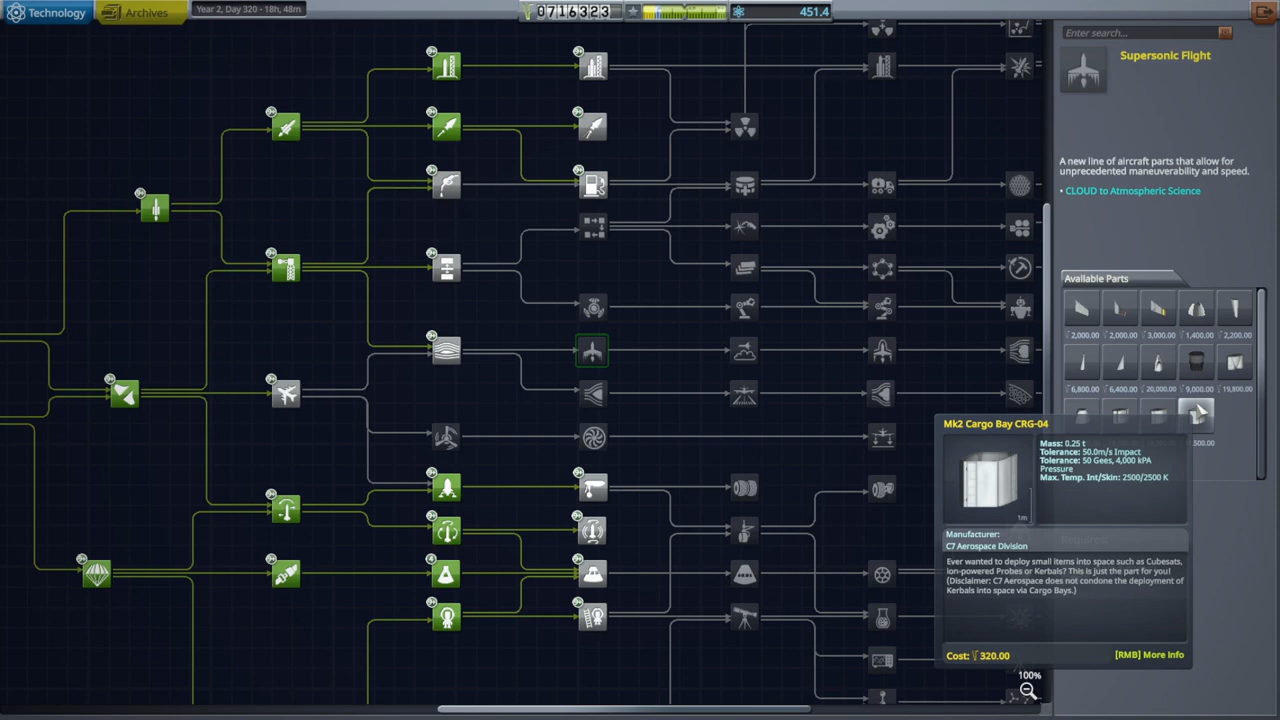 Technology
Archives
Year 2, Day 320 - 18h, 48m
0716323
451.4
Enter search...
Supersonic Flight
A new line of aircraft parts that allow for
unprecedented maneuverability and speed.
• CLOUD to Atmospheric Science
Available Parts
2,000.00 2,000.00 3,000.00 1,400.00 2,200.00
6,800.00 6,400.00 20,000.00 9,000.00 19,800.00
Mk2 Cargo Bay CRG-04
Mass: 0.25 t
Tolerance: 50.0m/s Impact
Tolerance: 50 Gees, 4,000 kPa
Pressure
Max. Temp. Int/Skin: 2500/2500 K
1m
Manufacturer:
C7 Aerospace Division
Requires:
Ever wanted to deploy small items into space such as Cubesats,
ion-powered Probes or Kerbals? This is just the part for you!
(Disclaimer: C7 Aerospace does not condone the deployment of
Kerbals into space via Cargo Bays.)
Cost: 320.00
[RMB] More Info
100%